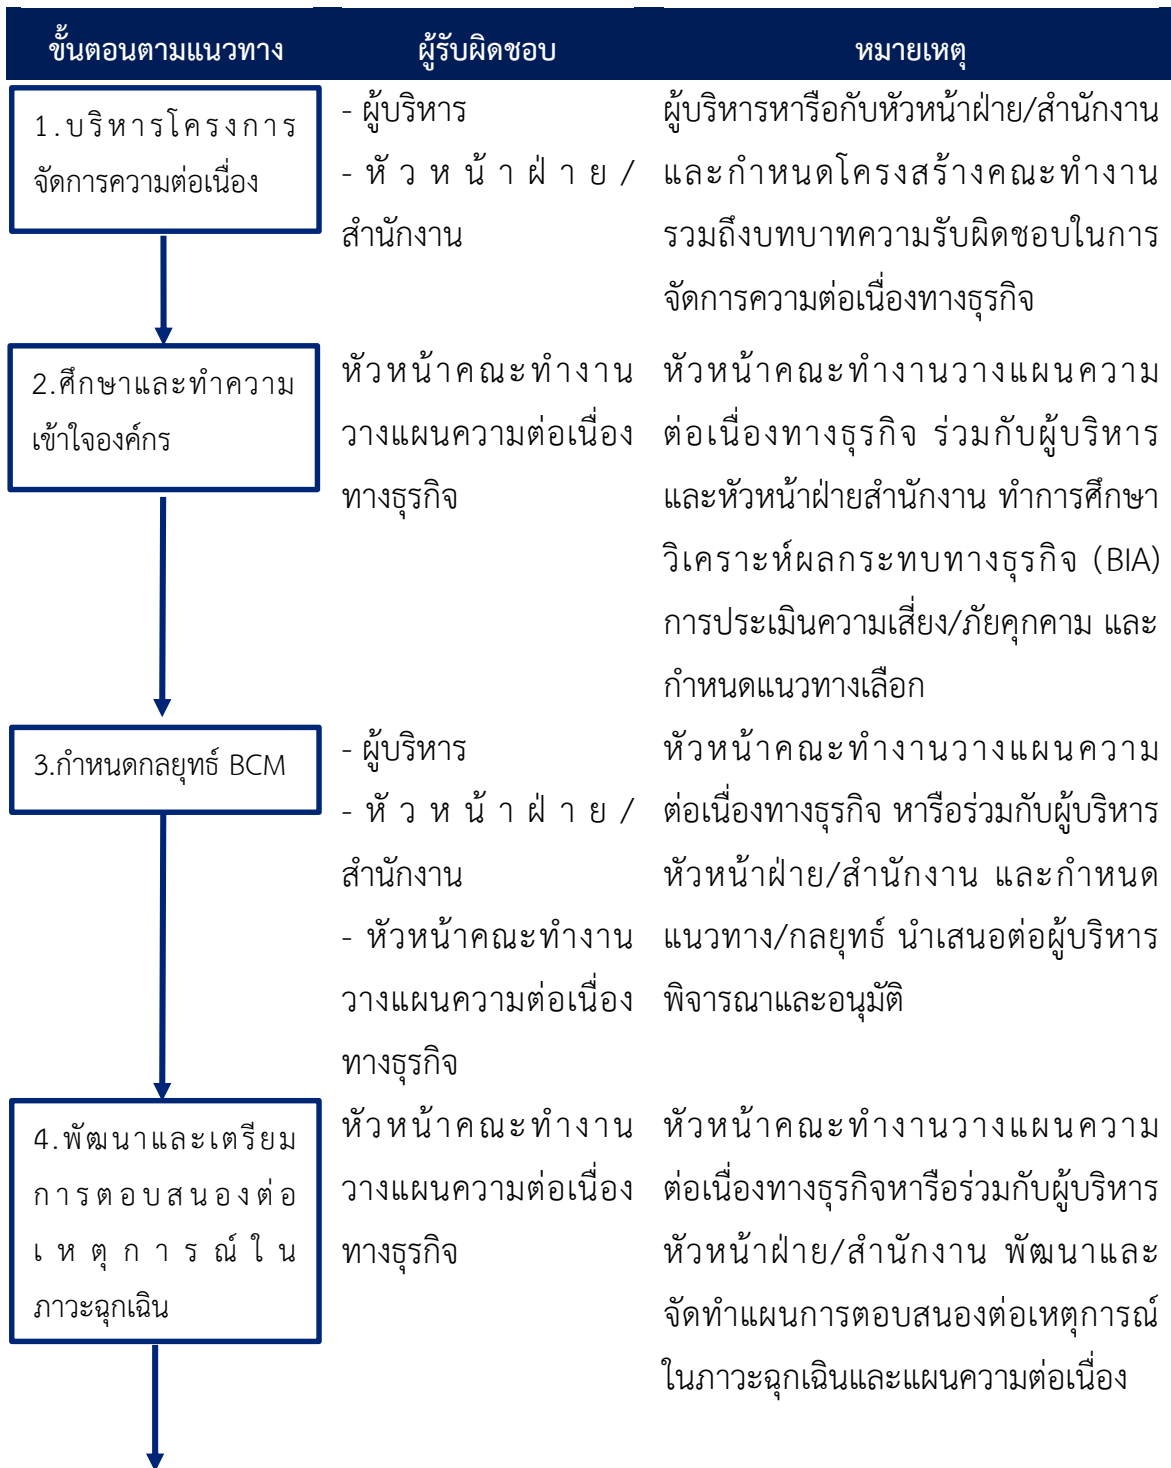 ขั้นตอนตามแนวทาง
ผู้รับผิดชอบ
หมายเหตุ
1.บริหารโครงการ
จัดการความต่อเนื่อง
- ผู้บริหาร
- หัวหน้าฝ่าย/
สำนักงาน
ผู้บริหารหารือกับหัวหน้าฝ่าย/สำนักงาน
และกำหนดโครงสร้างคณะทำงาน
รวมถึงบทบาทความรับผิดชอบในการ
จัดการความต่อเนื่องทางธุรกิจ
2.ศึกษาและทำความ
เข้าใจองค์กร
หัวหน้าคณะทำงาน
วางแผนความต่อเนื่อง
ทางธุรกิจ
หัวหน้าคณะทำงานวางแผนความ
ต่อเนื่องทางธุรกิจ ร่วมกับผู้บริหาร
และหัวหน้าฝ่ายสำนักงาน ทำการศึกษา
วิเคราะห์ผลกระทบทางธุรกิจ (BIA)
การประเมินความเสี่ยง/ภัยคุกคาม และ
กำหนดแนวทางเลือก
3.กำหนดกลยุทธ์ BCM
- ผู้บริหาร
- หัวหน้าฝ่าย/
สำนักงาน
- หัวหน้าคณะทำงาน
วางแผนความต่อเนื่อง
ทางธุรกิจ
หัวหน้าคณะทำงานวางแผนความ
ต่อเนื่องทางธุรกิจ หารือร่วมกับผู้บริหาร
หัวหน้าฝ่าย/สำนักงาน และกำหนด
แนวทาง/กลยุทธ์ นำเสนอต่อผู้บริหาร
พิจารณาและอนุมัติ
4.พัฒนาและเตรียม
การตอบสนองต่อ
เหตุการณ์ใน
ภาวะฉุกเฉิน
หัวหน้าคณะทำงาน
วางแผนความต่อเนื่อง
ทางธุรกิจ
หัวหน้าคณะทำงานวางแผนความ
ต่อเนื่องทางธุรกิจหารือร่วมกับผู้บริหาร
หัวหน้าฝ่าย/สำนักงาน พัฒนาและ
จัดทำแผนการตอบสนองต่อเหตุการณ์
ในภาวะฉุกเฉินและแผนความต่อเนื่อง